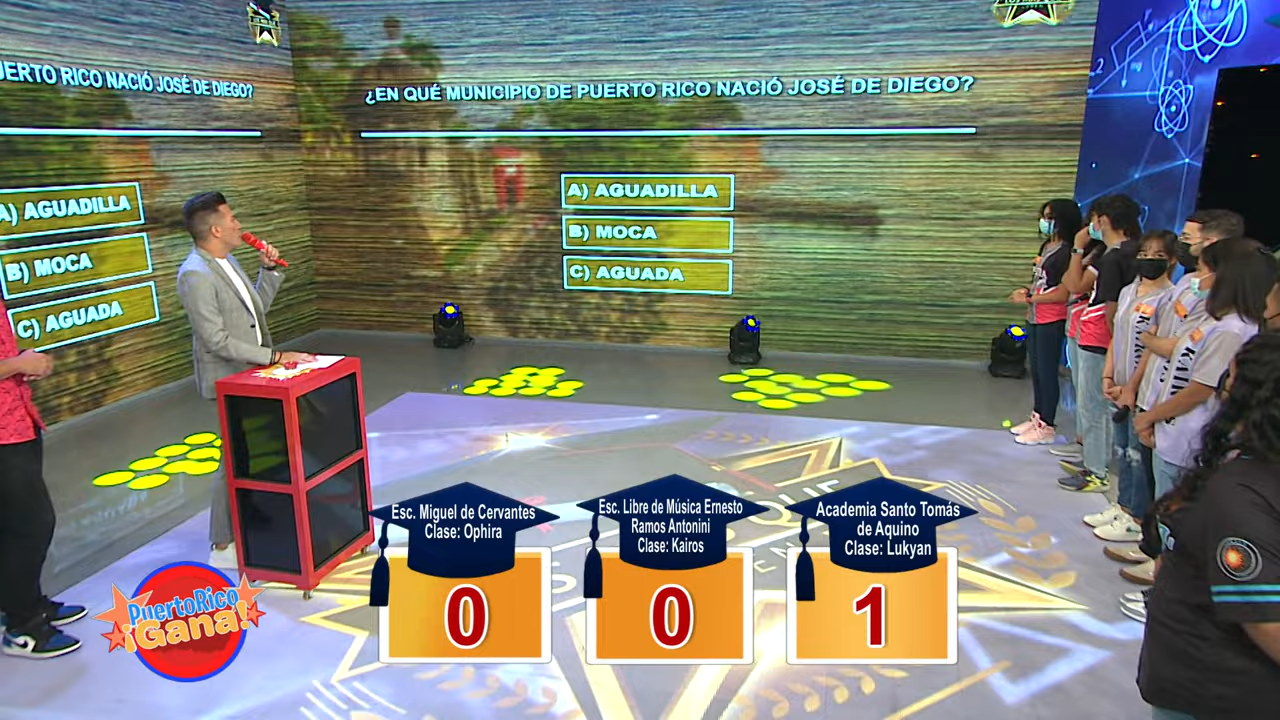 PUERTO RICO NACIÓ JOSÉ DE DIEGO?
A) AGUADILLA
B) MOCA
C) AGUADA
¿EN QUÉ MUNICIPIO DE PUERTO RICO NACIÓ JOSÉ DE DIEGO?
A) AGUADILLA
B) MOCA
C) AGUADA
KAIROS
Esc. Miguel de Cervantes
Clase: Ophira
0
Esc. Libre de Música Ernesto
Ramos Antonini
Clase: Kairos
0
Academia Santo Tomás
de Aquino
Clase: Lukyan
1
PuertoRico
¡Gana!